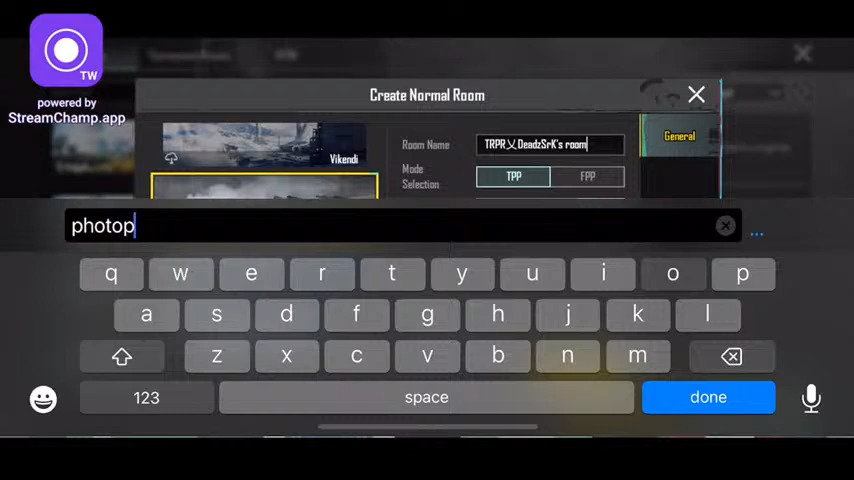 TW
powered by
StreamChamp.app
Create Normal Room
Vikendi
Room Name
TRPR乂DeadzSrK's room
General
Mode
Selection
TPP
FPP
photop
...
q w e r t y u i o p
a s d f g h j k l
z x c v b n m
123
space
done